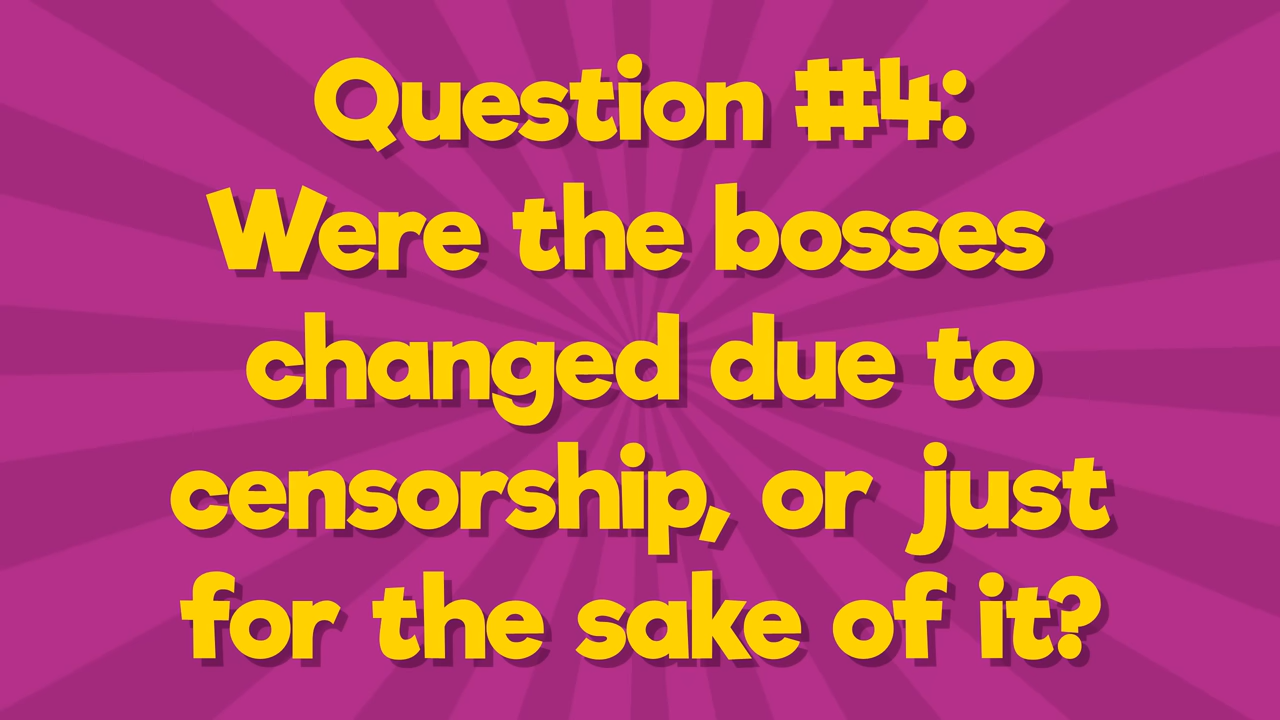 Question #4:
Were the bosses
changed due to
censorship, or just
for the sake of it?